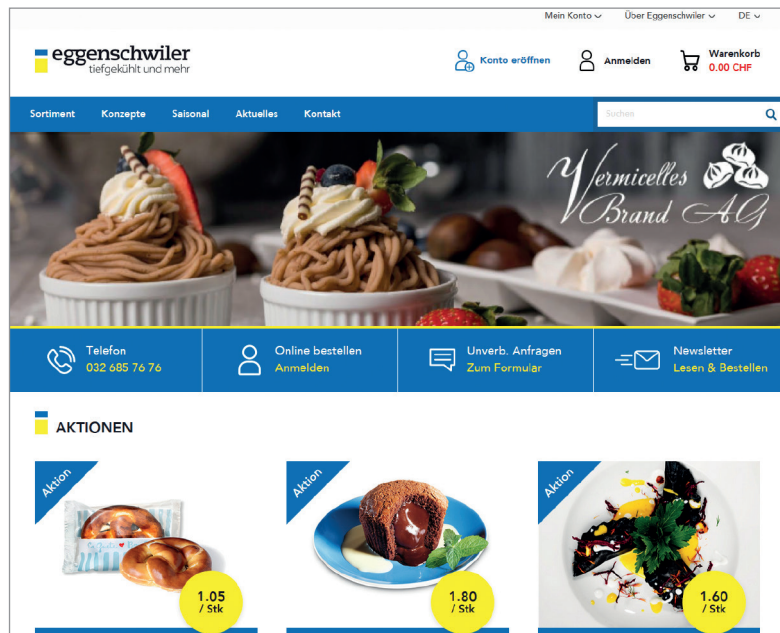 Mein Konto
Über Eggenschwiler
DE
eggenschwiler
tiefgekühlt und mehr
Konto eröffnen
Anmelden
Warenkorb
0.00 CHF
Sortiment
Konzepte
Saisonal
Aktuelles
Kontakt
Suchen
Vermicelles
Brand AG
Telefon
032 685 76 76
Online bestellen
Anmelden
Unverb. Anfragen
Zum Formular
Newsletter
Lesen & Bestellen
AKTIONEN
Aktion
1.05
/ Stk
Aktion
1.80
/ Stk
Aktion
1.60
/ Stk